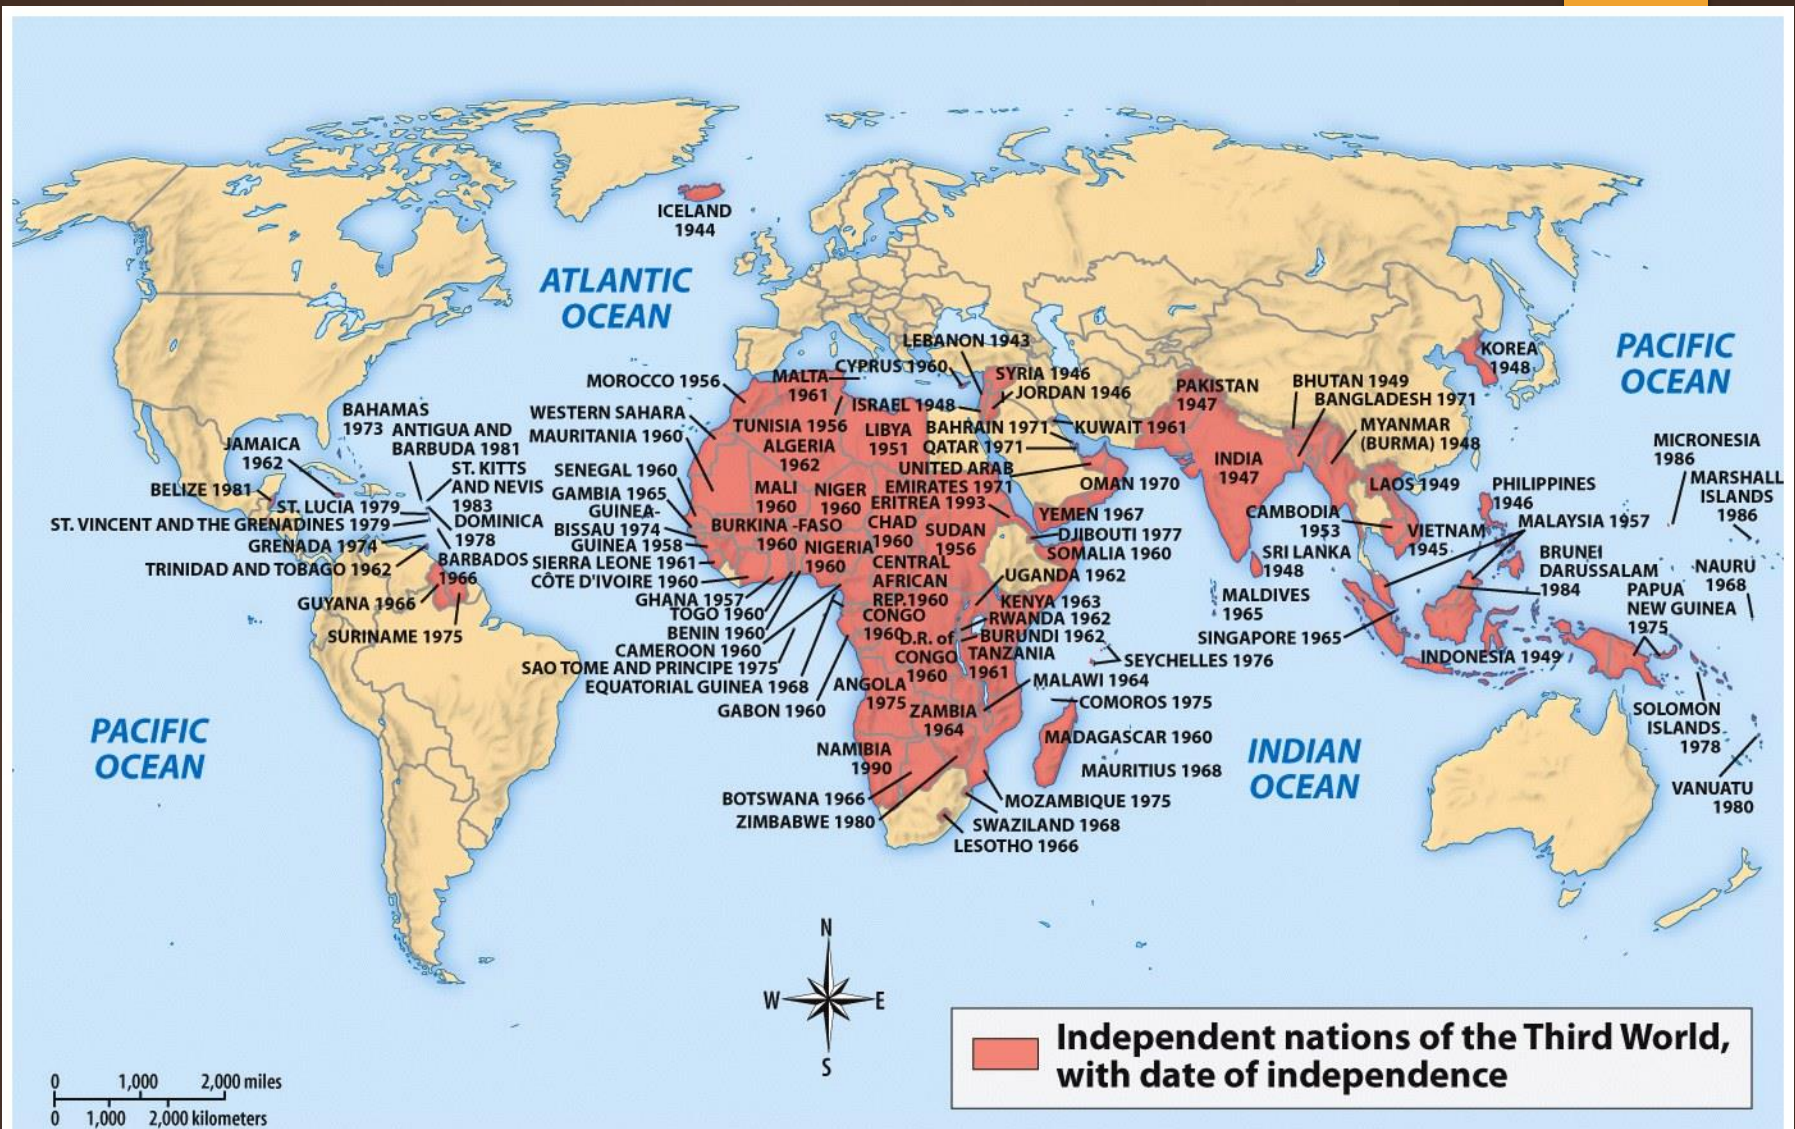 ICELAND
1944
ATLANTIC
OCEAN
PACIFIC
OCEAN
LEBANON 1943
CYPRUS 1960
MALTA
1961
SYRIA 1946
JORDAN 1946
ISRAEL 1948
BAHRAIN 1971
KUWAIT 1961
QATAR 1971
UNITED ARAB
EMIRATES 1971
OMAN 1970
ERITREA 1993
YEMEN 1967
DJIBOUTI 1977
SOMALIA 1960
MOROCCO 1956
WESTERN SAHARA
MAURITANIA 1960
TUNISIA 1956
ALGERIA
1962
LIBYA
1951
SENEGAL 1960
GAMBIA 1965
GUINEA-
BISSAU 1974
GUINEA 1958
SIERRA LEONE 1961
CÔTE D'IVOIRE 1960
GHANA 1957
TOGO 1960
BENIN 1960
CAMEROON 1960
SAO TOME AND PRINCIPE 1975
EQUATORIAL GUINEA 1968
GABON 1960
MALI
1960
NIGER
1960
BURKINA -FASO
1960
CHAD
1960
SUDAN
1956
NIGERIA
1960
CENTRAL
AFRICAN
REP.1960
UGANDA 1962
KENYA 1963
CONGO
1960
RWANDA 1962
D.R. of
CONGO
1960
BURUNDI 1962
TANZANIA
1961
SEYCHELLES 1976
MALAWI 1964
COMOROS 1975
ANGOLA
1975
ZAMBIA
1964
MADAGASCAR 1960
MAURITIUS 1968
NAMIBIA
1990
BOTSWANA 1966
ZIMBABWE 1980
MOZAMBIQUE 1975
SWAZILAND 1968
LESOTHO 1966
BAHAMAS
1973
JAMAICA
1962
ANTIGUA AND
BARBUDA 1981
ST. KITTS
AND NEVIS
1983
BELIZE 1981
ST. LUCIA 1979
ST. VINCENT AND THE GRENADINES 1979
DOMINICA
1978
GRENADA 1974
BARBADOS
1966
TRINIDAD AND TOBAGO 1962
GUYANA 1966
SURINAME 1975
PACIFIC
OCEAN
KOREA
1948
PAKISTAN
1947
BHUTAN 1949
BANGLADESH 1971
MYANMAR
(BURMA) 1948
INDIA
1947
LAOS 1949
PHILIPPINES
1946
CAMBODIA
1953
VIETNAM
1945
MALAYSIA 1957
SRI LANKA
1948
BRUNEI
DARUSSALAM
1984
MALDIVES
1965
SINGAPORE 1965
INDONESIA 1949
PAPUA
NEW GUINEA
1975
MICRONESIA
1986
MARSHALL
ISLANDS
1986
NAURU
1968
SOLOMON
ISLANDS
1978
VANUATU
1980
INDIAN
OCEAN
N
W E
S
Independent nations of the Third World,
with date of independence
0 1,000 2,000 miles
0 1,000 2,000 kilometers